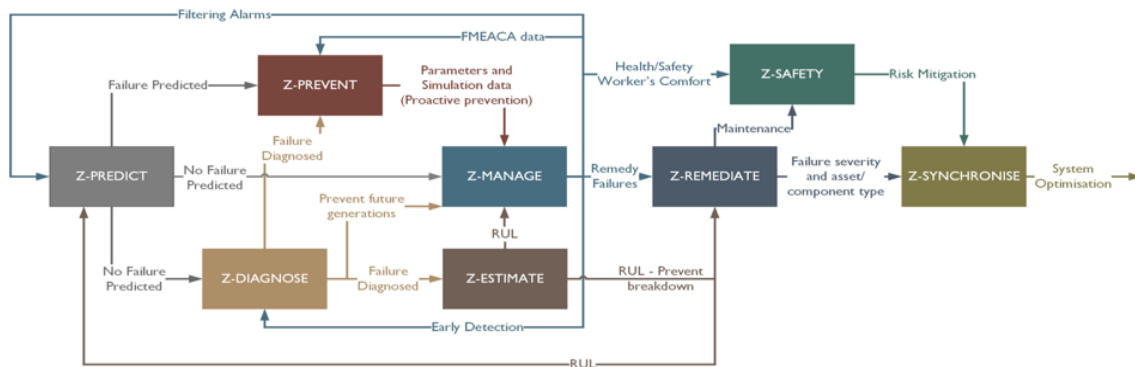 Filtering Alarms
FMEACA data
Z-PREVENT
Failure Predicted
Parameters and
Simulation data
(Proactive prevention)
Health/Safety
Worker's Comfort
Z-SAFETY
Risk Mitigation
Failure
Diagnosed
Maintenance
Z-PREDICT
No Failure
Predicted
Z-MANAGE
Remedy
Failures
Z-REMEDIATE
Failure severity
and asset/
component type
Z-SYNCHRONISE
System
Optimisation
Prevent future
generations
RUL
No Failure
Predicted
Z-DIAGNOSE
Failure
Diagnosed
Z-ESTIMATE
RUL - Prevent
breakdown
Early Detection
RUL